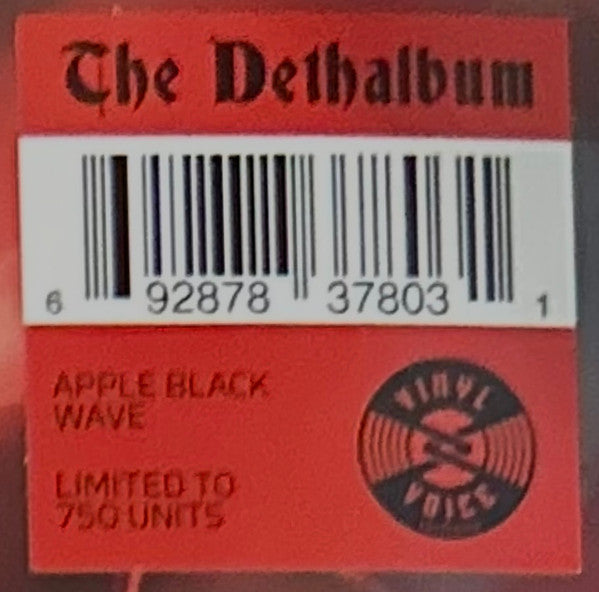 The Dethalbum
6 92878 37803 1
APPLE BLACK
WAVE
LIMITED TO
750 UNITS
VINYL
VOICE